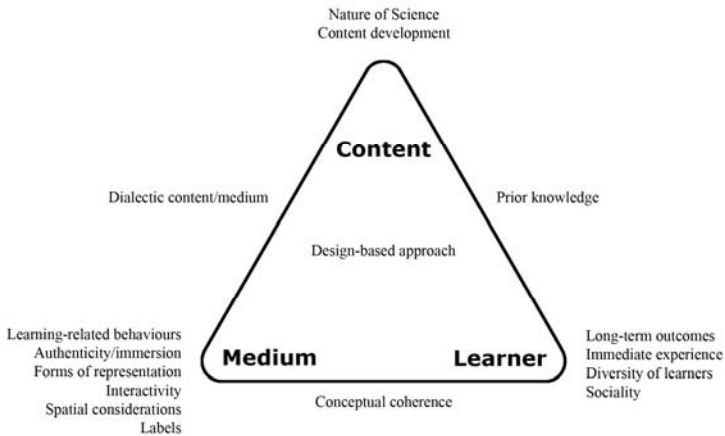 Nature of Science
Content development
Content
Dialectic content/medium
Prior knowledge
Design-based approach
Learning-related behaviours
Authenticity/immersion
Forms of representation
Interactivity
Spatial considerations
Labels
Medium
Learner
Long-term outcomes
Immediate experience
Diversity of learners
Sociality
Conceptual coherence